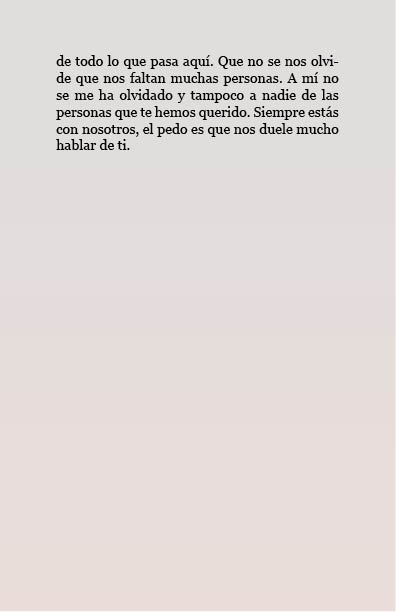 de todo lo que pasa aquí. Que no se nos olvi-
de que nos faltan muchas personas. A mí no
se me ha olvidado y tampoco a nadie de las
personas que te hemos querido. Siempre estás
con nosotros, el pedo es que nos duele mucho
hablar de ti.